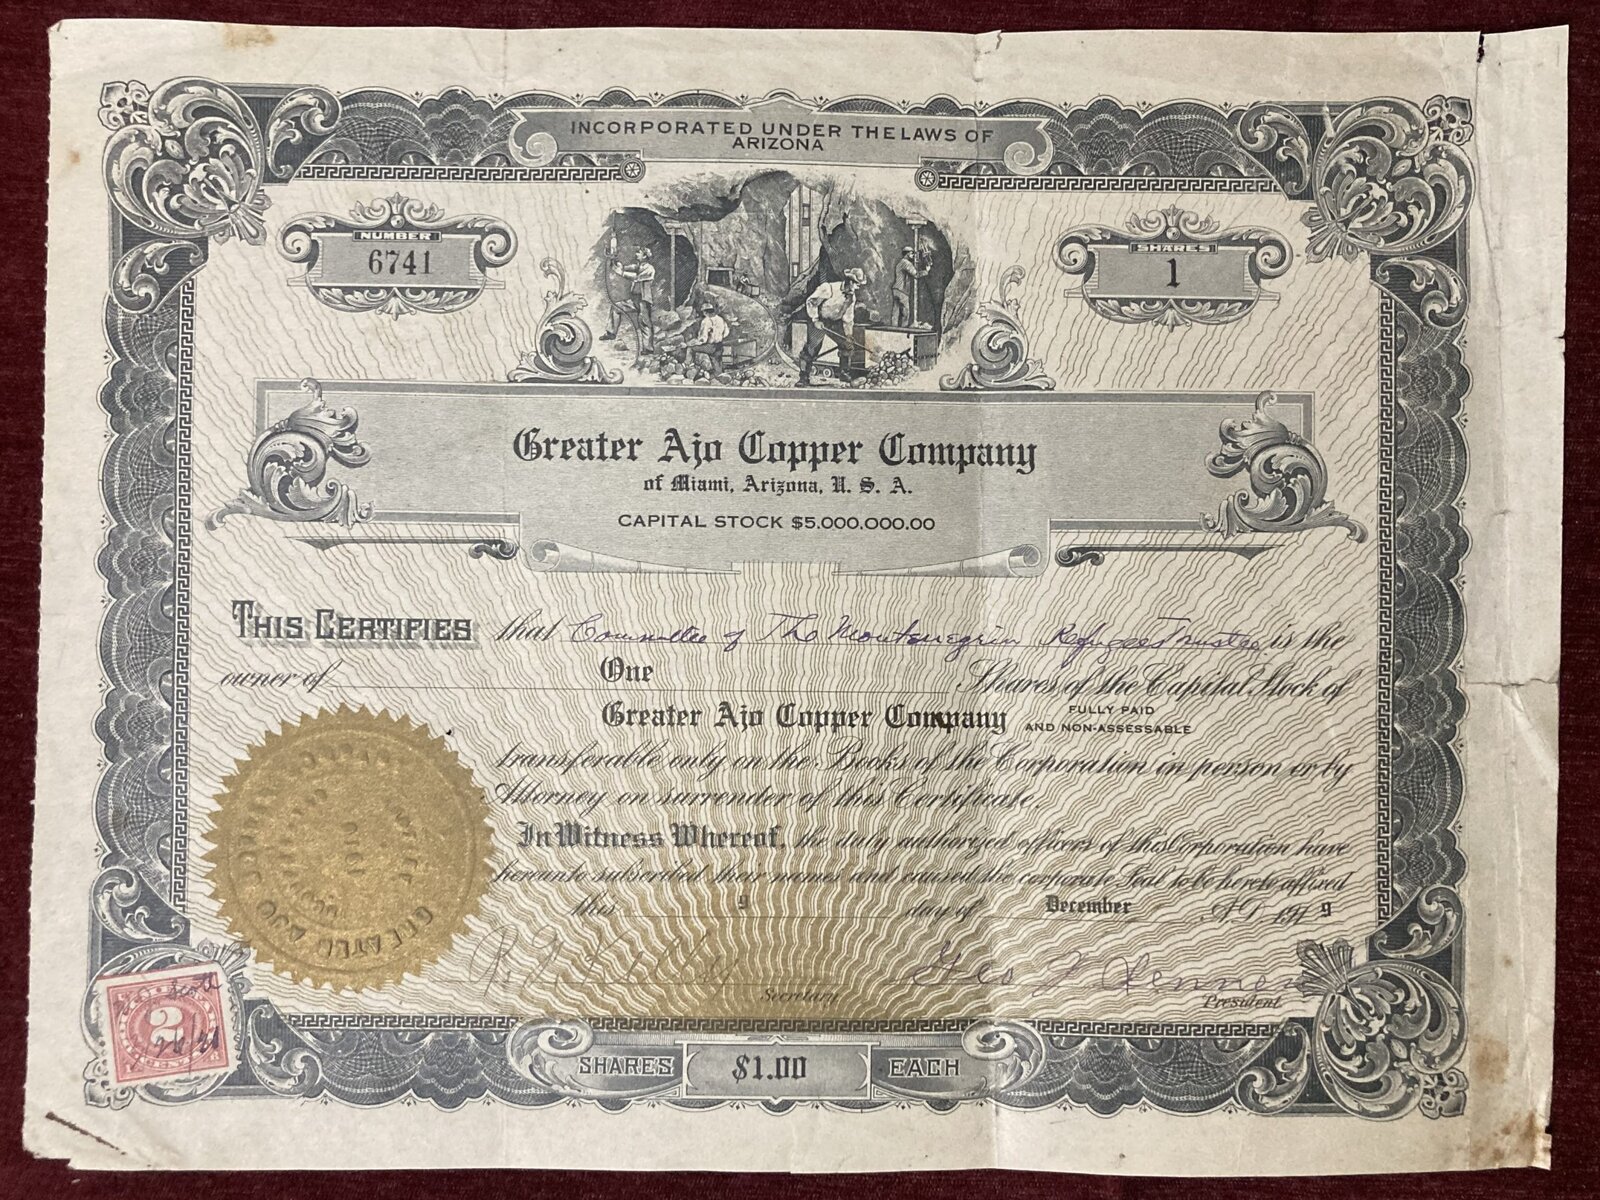 INCORPORATED UNDER THE LAWS OF
ARIZONA
NUMBER
6741
SHARES
1
Greater Ajo Copper Company
of Miami, Arizona, U. S. A.
CAPITAL STOCK $5.000.000.00
THIS CERTIFIES that Committee of The Montenegrin Refugees Trustee is the
owner of One Shares of the Capital Stock of
Greater Ajo Copper Company FULLY PAID
AND NON-ASSESSABLE
transferable only on the Books of the Corporation in person or by
Attorney on surrender of this Certificate.
In Witness Whereof, the duly authorized officers of this Corporation have
hereunto subscribed their names and caused the corporate Seal to be hereto affixed
this 9 day of December A.D. 1919
Secretary.
Geo
President.
Scott
2
SHARES $1.00 EACH